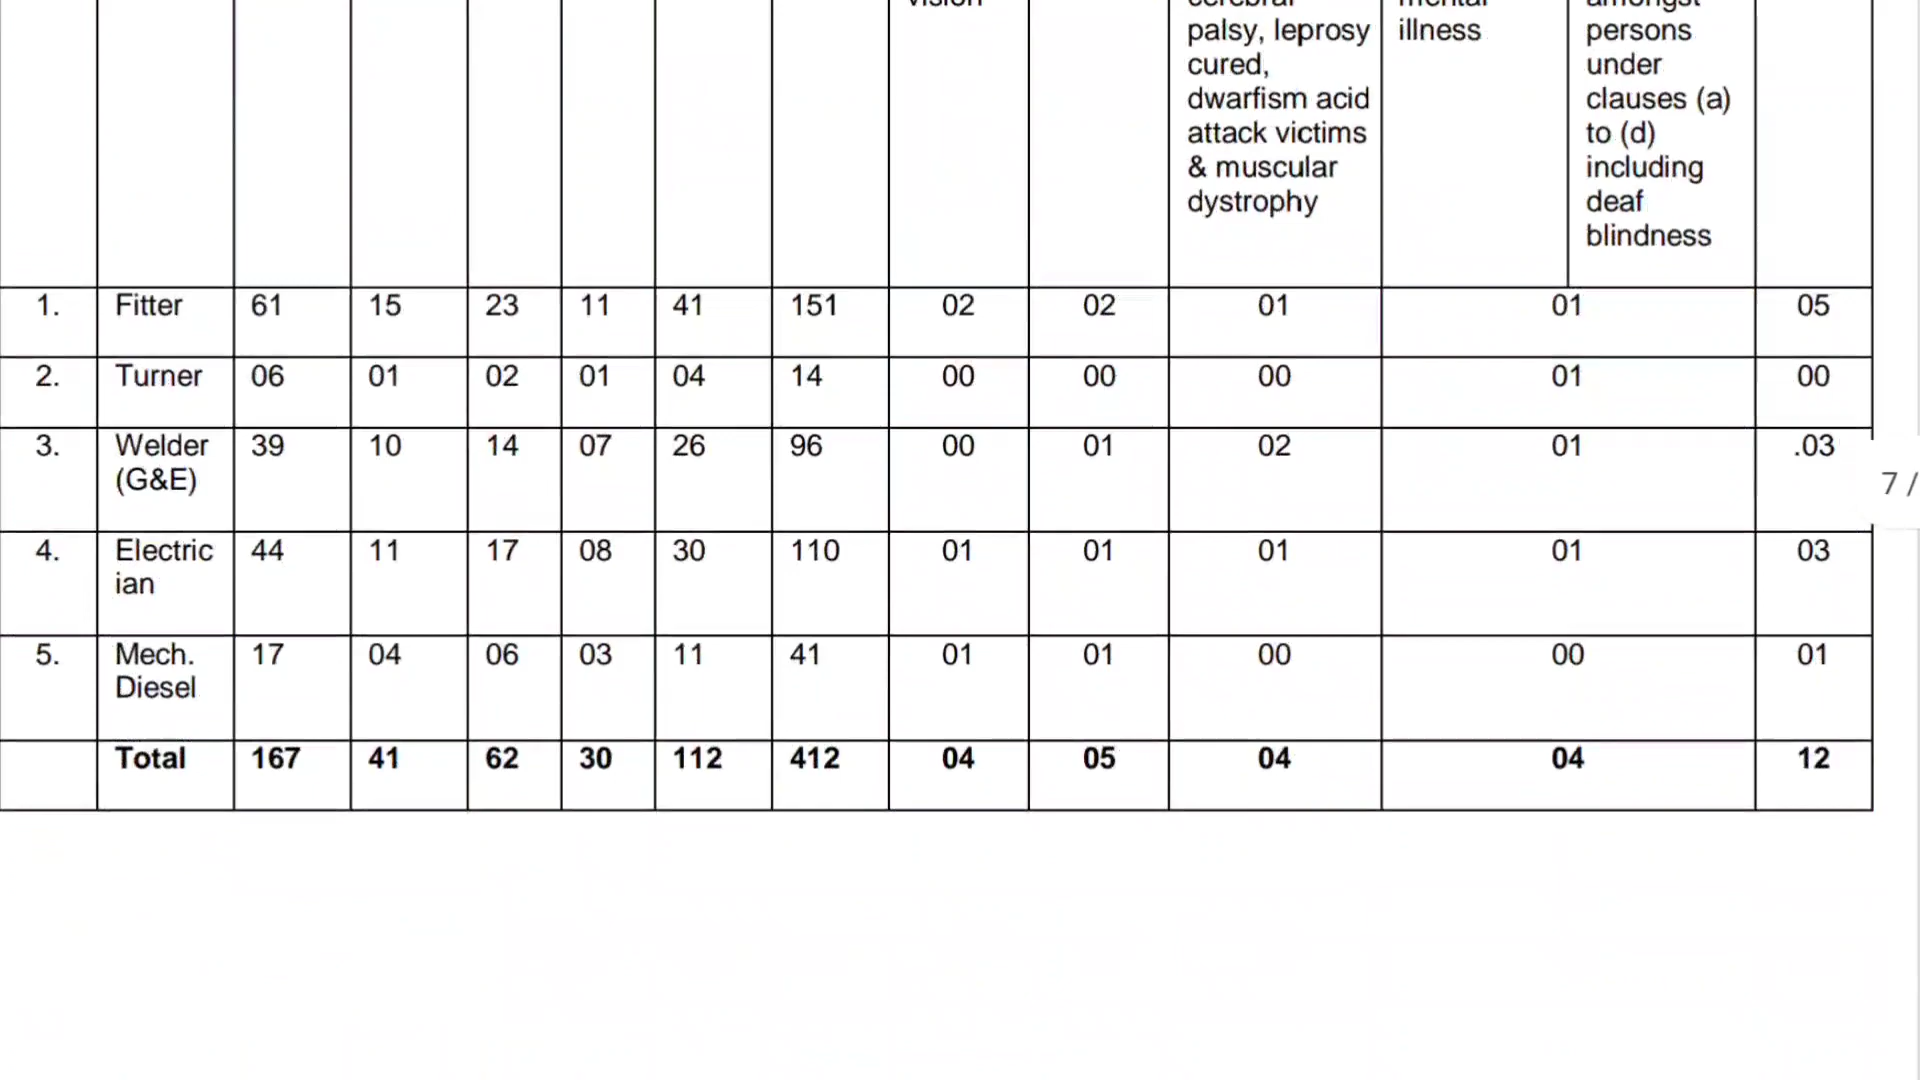 vision cerebral mental amongst
palsy, leprosy illness persons
cured, under
dwarfism acid clauses (a)
attack victims to (d)
& muscular including
dystrophy deaf
blindness
1. Fitter 61 15 23 11 41 151 02 02 01 01 05
2. Turner 06 01 02 01 04 14 00 00 00 01 00
3. Welder 39 10 14 07 26 96 00 01 02 01 .03
(G&E)
7 /
4. Electric 44 11 17 08 30 110 01 01 01 01 03
ian
5. Mech. 17 04 06 03 11 41 01 01 00 00 01
Diesel
Total 167 41 62 30 112 412 04 05 04 04 12